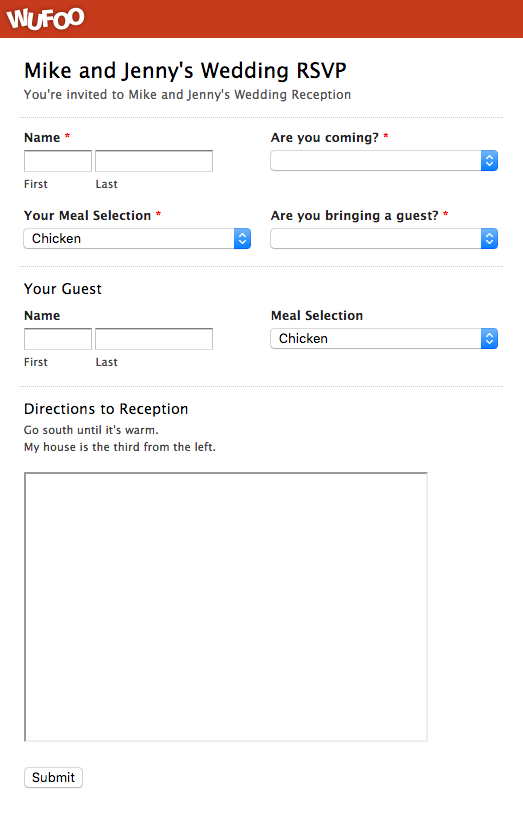 WUFOO
Mike and Jenny's Wedding RSVP
You're invited to Mike and Jenny's Wedding Reception
Name * Are you coming? *
First Last
Your Meal Selection * Are you bringing a guest? *
Chicken
Your Guest
Name Meal Selection
Chicken
First Last
Directions to Reception
Go south until it's warm.
My house is the third from the left.
Submit